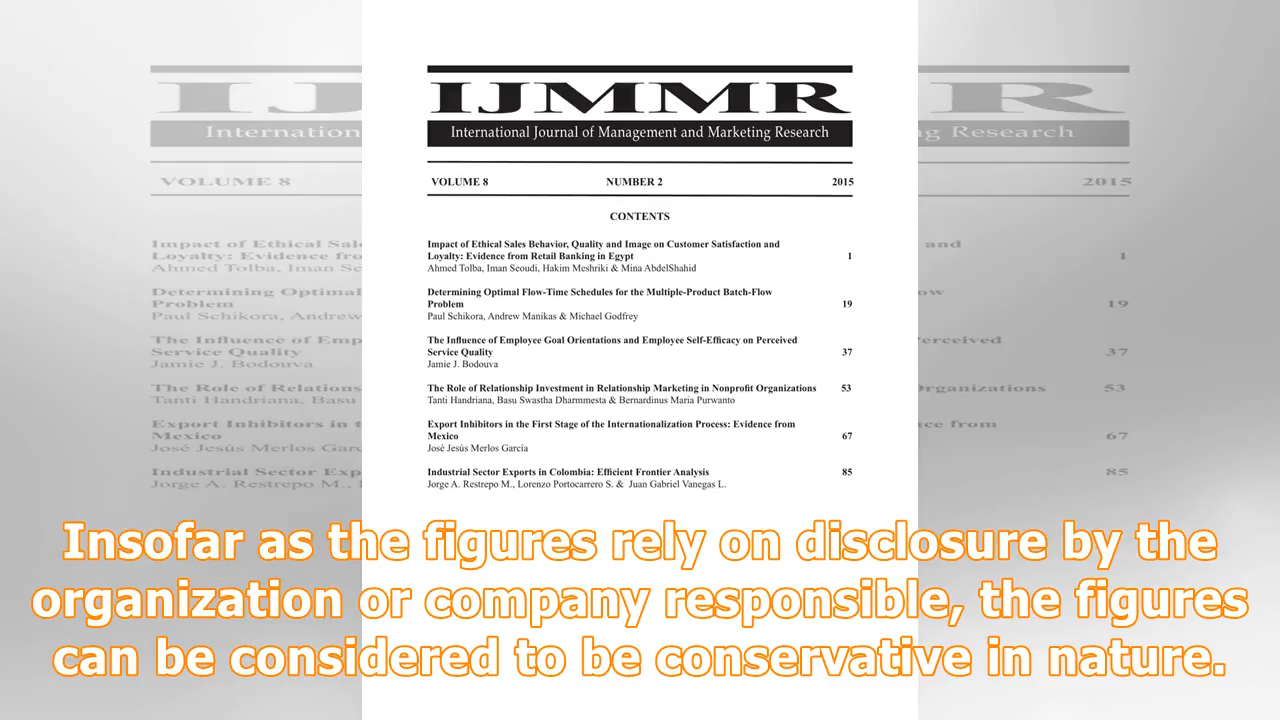 IJMMR
International Journal of Management and Marketing Research
VOLUME 8 NUMBER 2 2015
CONTENTS
Impact of Ethical Sales Behavior, Quality and Image on Customer Satisfaction and
Loyalty: Evidence from Retail Banking in Egypt 1
Ahmed Tolba, Iman Seoudi, Hakim Meshriki & Mina AbdelShahid
Determining Optimal Flow-Time Schedules for the Multiple-Product Batch-Flow
Problem 19
Paul Schikora, Andrew Manikas & Michael Godfrey
The Influence of Employee Goal Orientations and Employee Self-Efficacy on Perceived
Service Quality 37
Jamie J. Bodouva
The Role of Relationship Investment in Relationship Marketing in Nonprofit Organizations 53
Tanti Handriana, Basu Swastha Dharmmesta & Bernardinus Maria Purwanto
Export Inhibitors in the First Stage of the Internationalization Process: Evidence from
Mexico 67
José Jesús Merlos García
Industrial Sector Exports in Colombia: Efficient Frontier Analysis 85
Jorge A. Restrepo M., Lorenzo Portocarrero S. & Juan Gabriel Vanegas L.
Insofar as the figures rely on disclosure by the
organization or company responsible, the figures
can be considered to be conservative in nature.